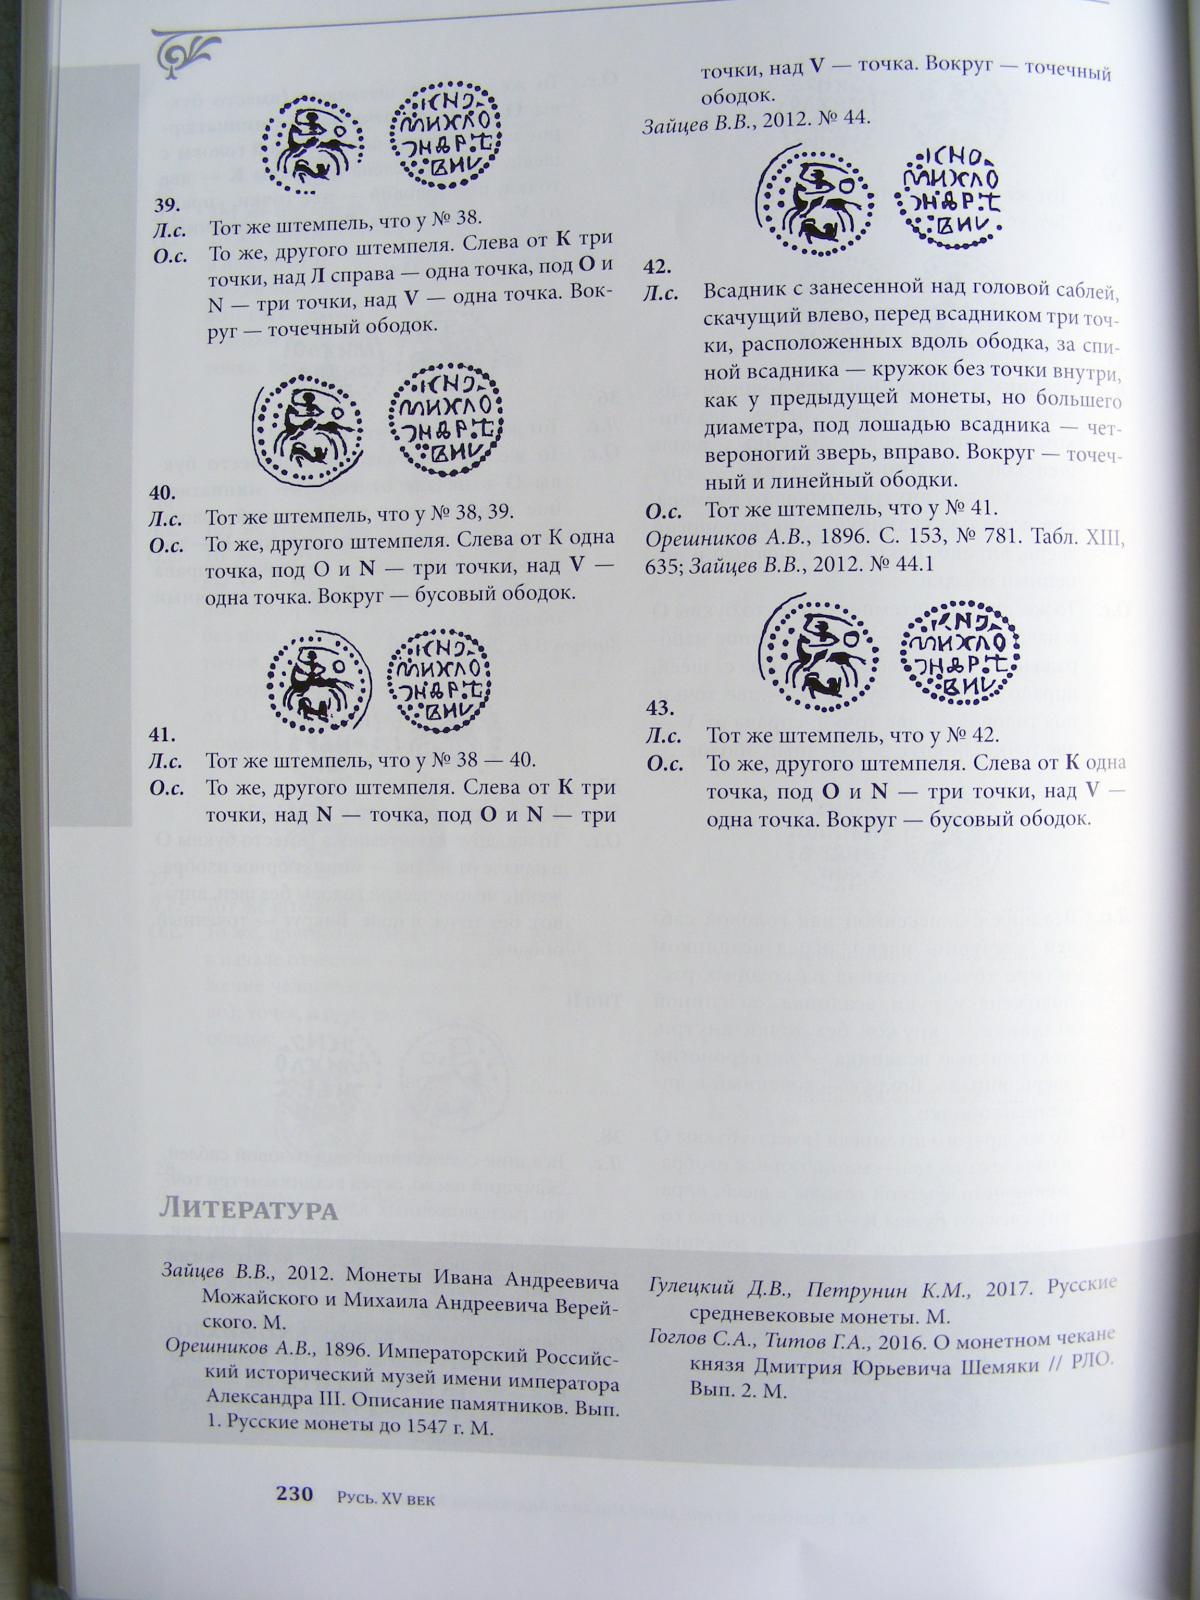 39.
Л.с. Тот же штемпель, что у № 38.
О.с. То же, другого штемпеля. Слева от К три
точки, над Л справа — одна точка, под О и
N — три точки, над V — одна точка. Вок-
руг — точечный ободок.
40.
Л.с. Тот же штемпель, что у № 38, 39.
О.с. То же, другого штемпеля. Слева от К одна
точка, под О и N — три точки, над V —
одна точка. Вокруг — бусовый ободок.
41.
Л.с. Тот же штемпель, что у № 38 — 40.
О.с. То же, другого штемпеля. Слева от К три
точки, над N — точка, под О и N — три
точки, над V — точка. Вокруг — точечный
ободок.
Зайцев В.В., 2012. № 44.
42.
Л.с. Всадник с занесенной над головой саблей,
скачущий влево, перед всадником три точ-
ки, расположенных вдоль ободка, за спи-
ной всадника — кружок без точки внутри,
как у предыдущей монеты, но большего
диаметра, под лошадью всадника — чет-
вероногий зверь, вправо. Вокруг — точеч-
ный и линейный ободки.
О.с. Тот же штемпель, что у № 41.
Орешников А.В., 1896. С. 153, № 781. Табл. XIII,
635; Зайцев В.В., 2012. № 44.1
43.
Л.с. Тот же штемпель, что у № 42.
О.с. То же, другого штемпеля. Слева от К одна
точка, под О и N — три точки, над V —
одна точка. Вокруг — бусовый ободок.
Литература
Зайцев В.В., 2012. Монеты Ивана Андреевича
Можайского и Михаила Андреевича Верей-
ского. М.
Орешников А.В., 1896. Императорский Российс-
кий исторический музей имени императора
Александра III. Описание памятников. Вып.
1. Русские монеты до 1547 г. М.
Гулецкий Д.В., Петрунин К.М., 2017. Русские
средневековые монеты. М.
Гоглов С.А., Титов Г.А., 2016. О монетном чекане
князя Дмитрия Юрьевича Шемяки // РЛО.
Вып. 2. М.
230 Русь. XV век